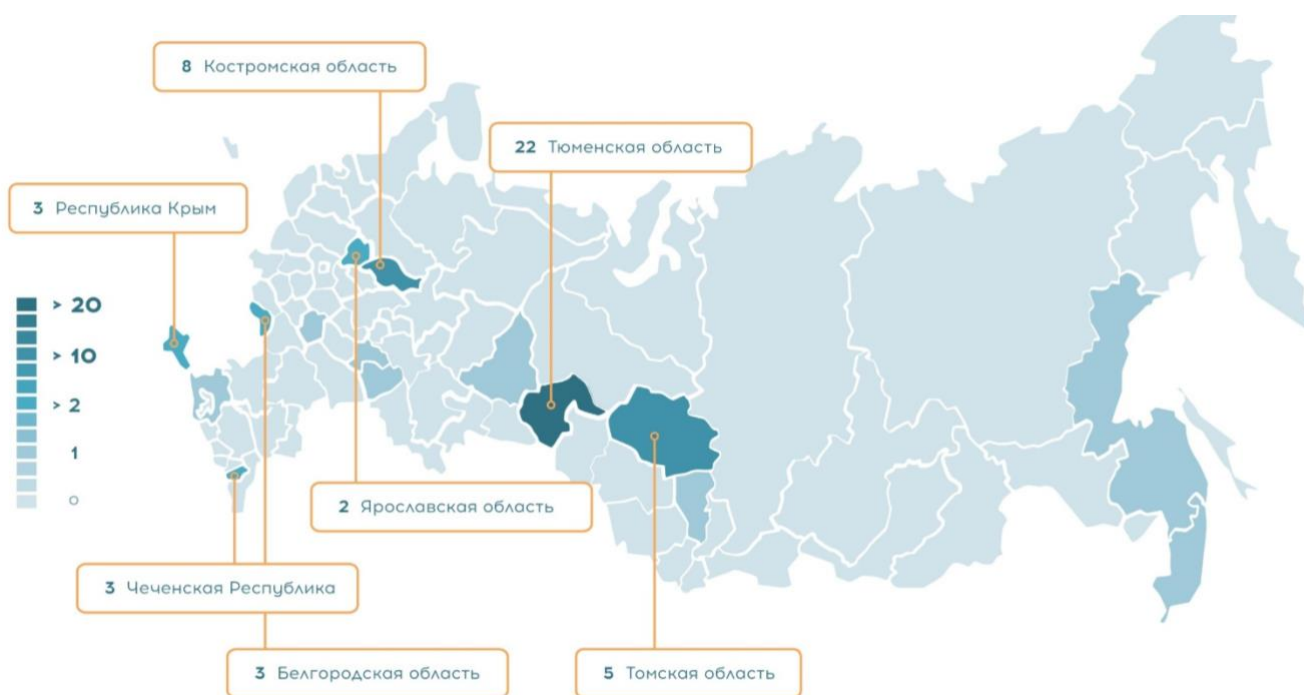 8 Костромская область
22 Тюменская область
3 Республика Крым
> 20
> 10
> 2
1
0
2 Ярославская область
3 Чеченская Республика
3 Белгородская область
5 Томская область